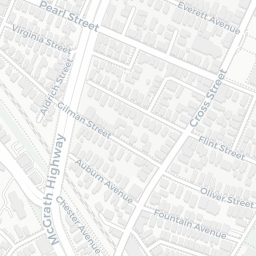 Pearl Street
Everett Avenue
Virginia Street
Aldrich Street
Cross Street
Gilman Street
Flint Street
McGrath Highway
Auburn Avenue
Oliver Street
Chester Avenue
Fountain Avenue